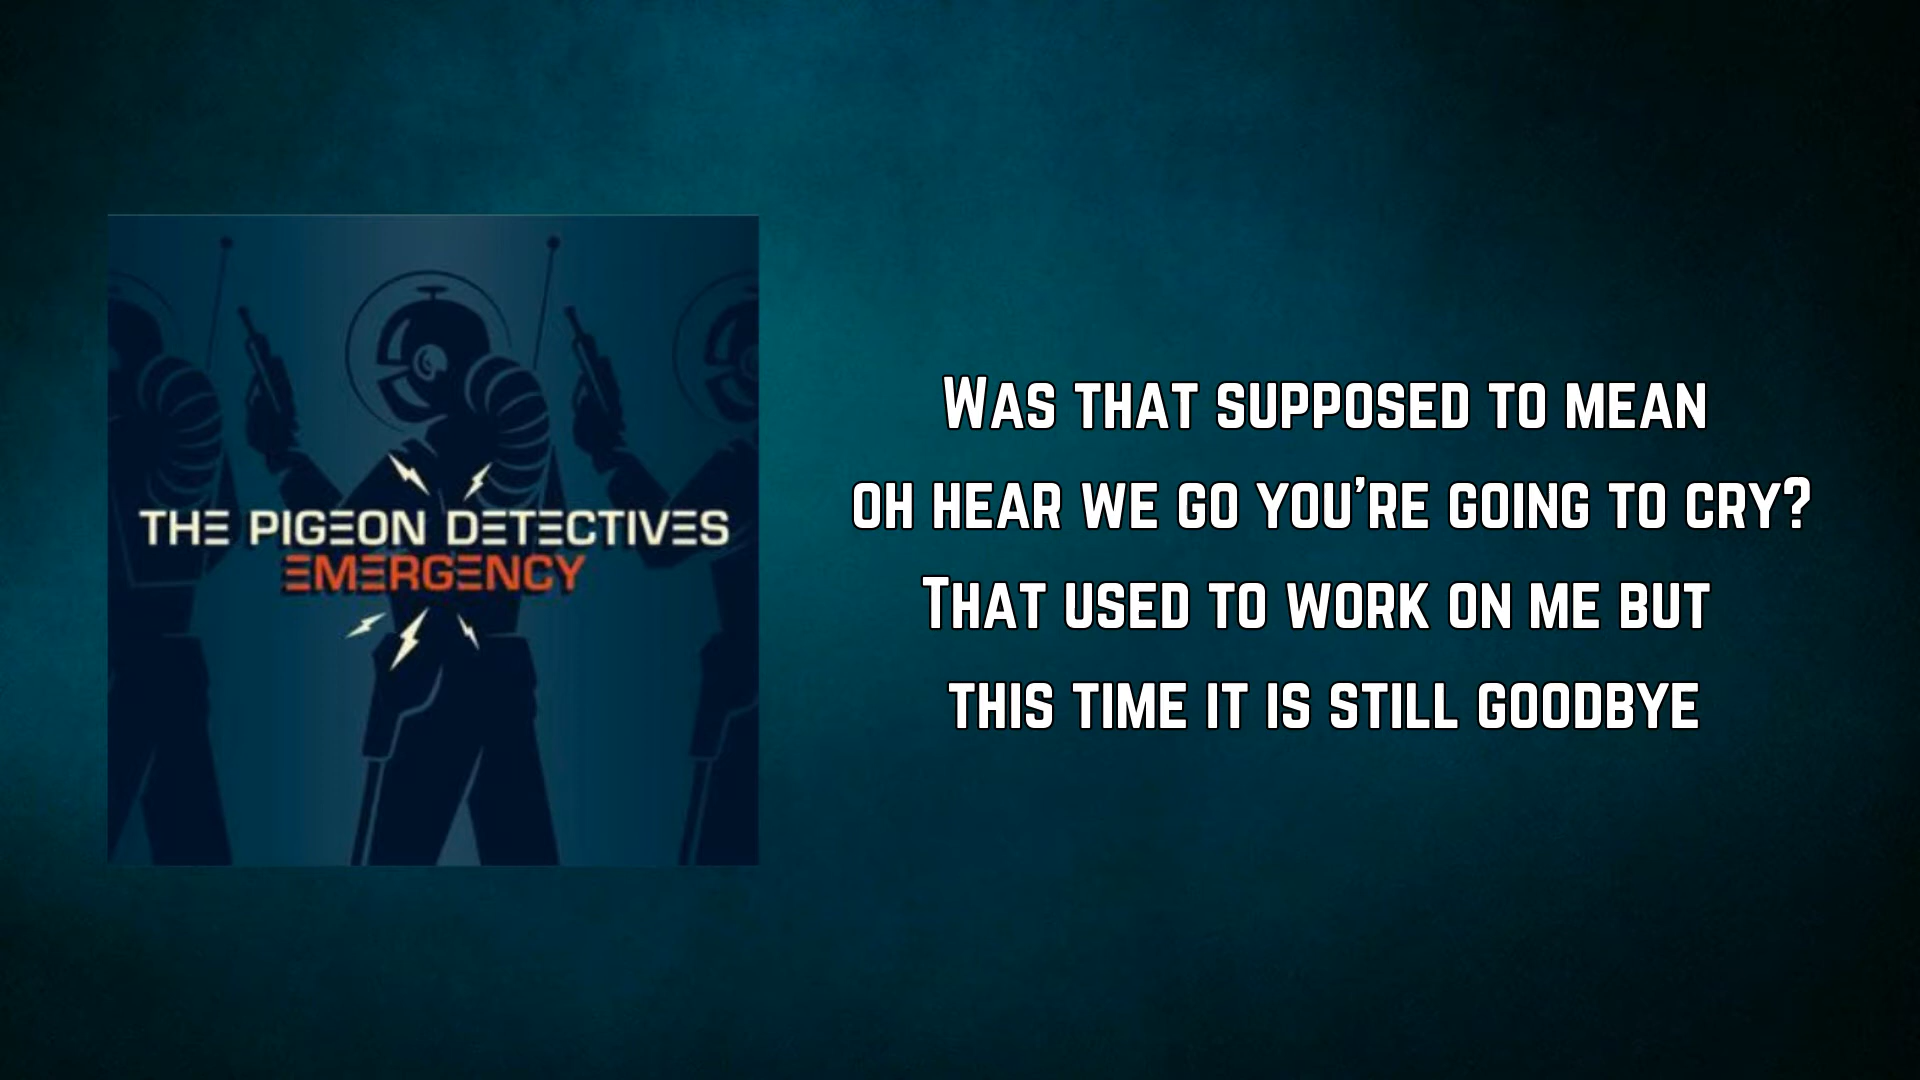 THE PIGEON DETECTIVES
EMERGENCY
WAS THAT SUPPOSED TO MEAN
OH HEAR WE GO YOU'RE GOING TO CRY?
THAT USED TO WORK ON ME BUT
THIS TIME IT IS STILL GOODBYE